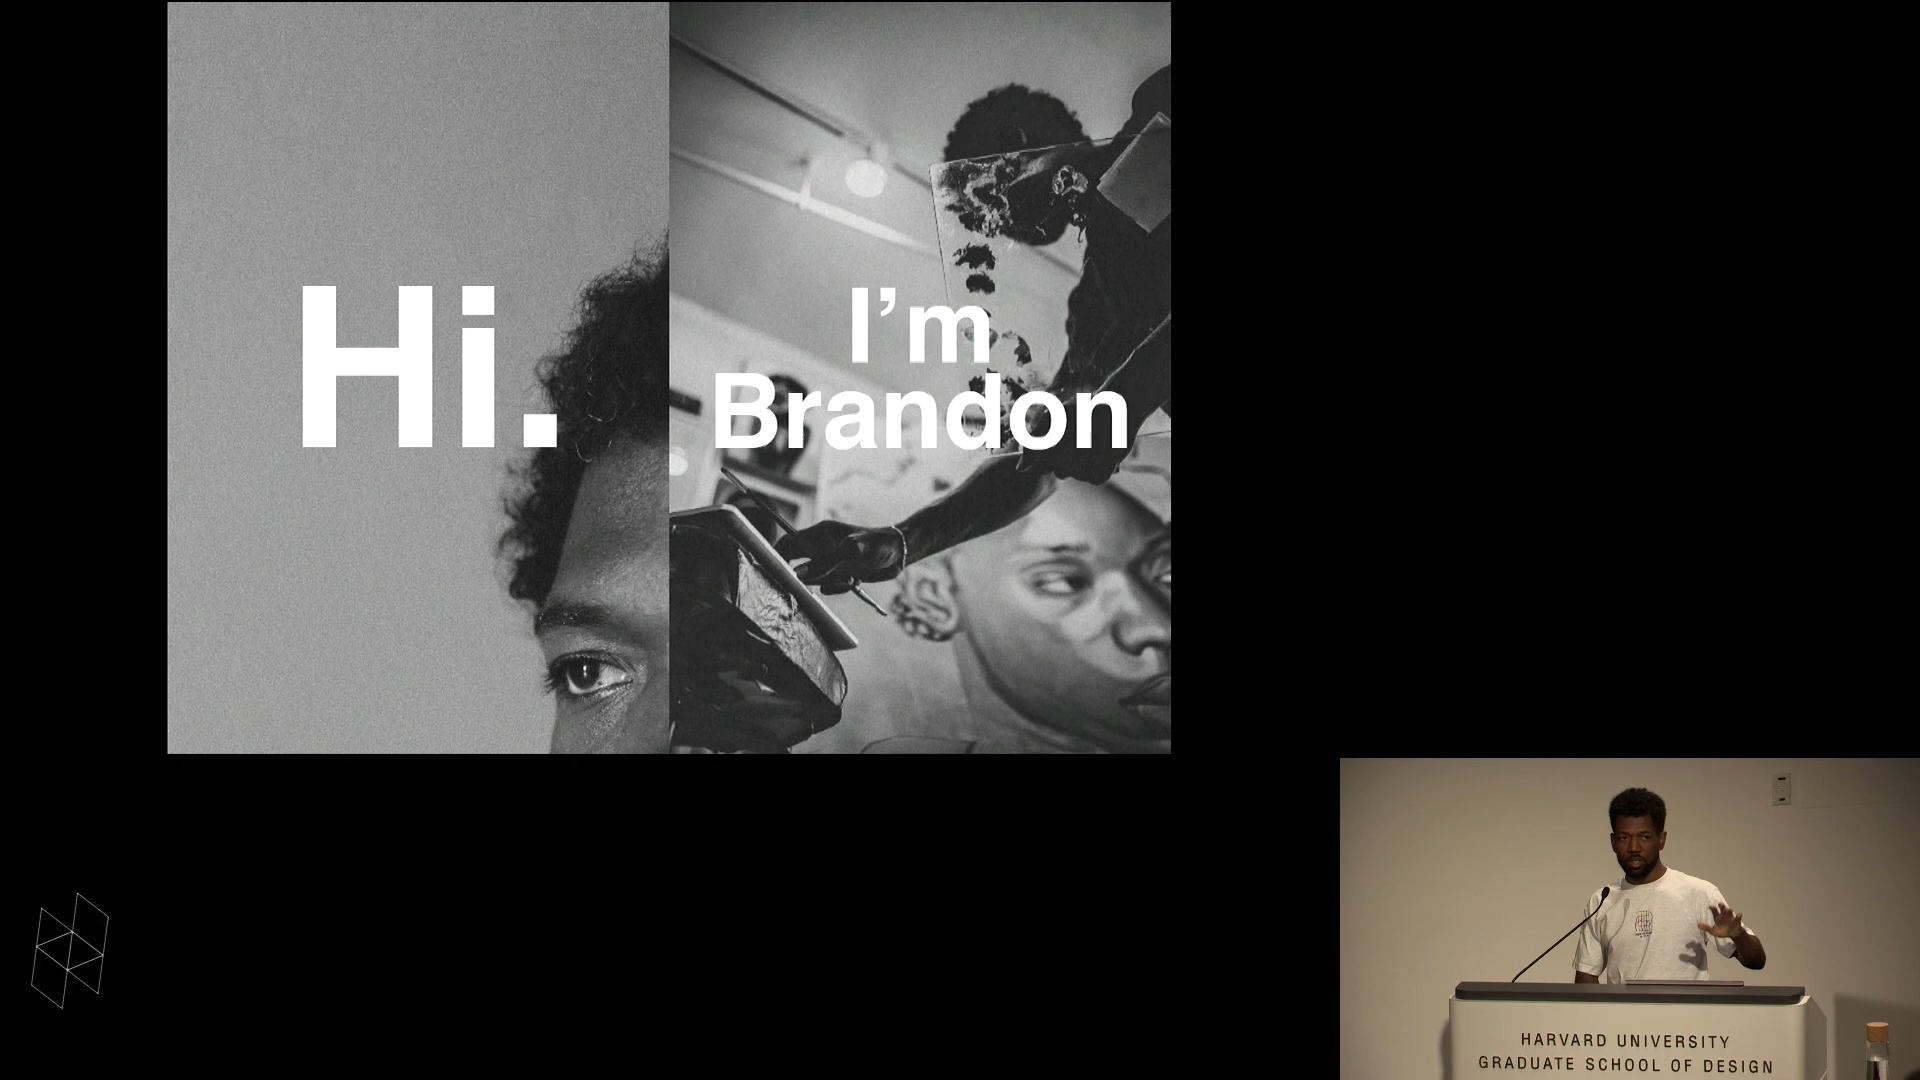 Hi.
I’m
Brandon
HARVARD UNIVERSITY
GRADUATE SCHOOL OF DESIGN